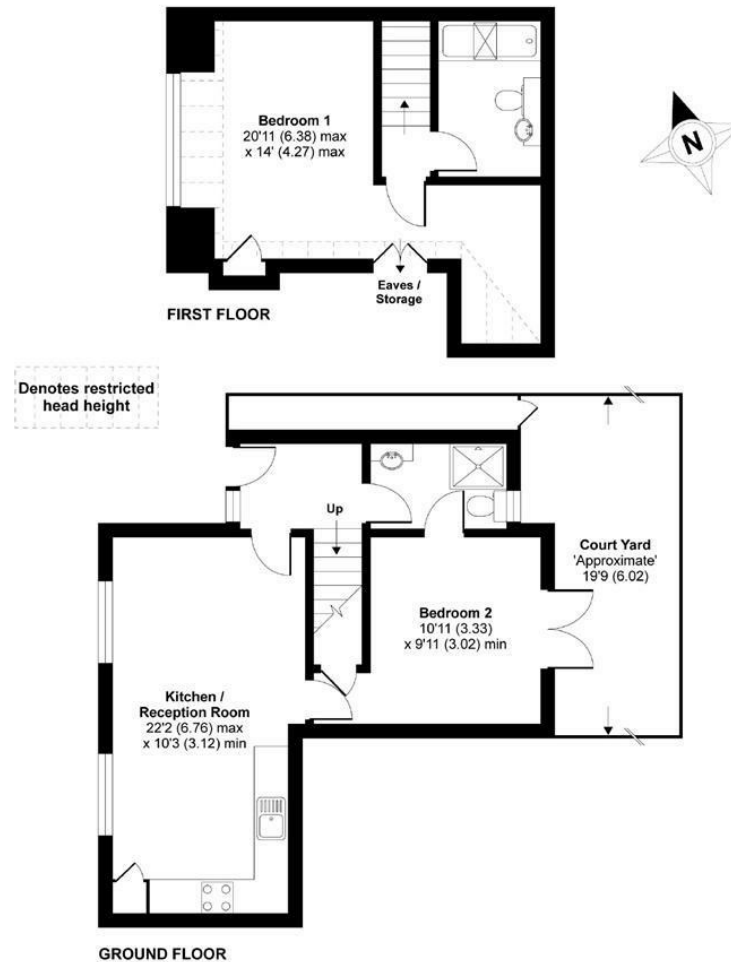 Bedroom 1
20'11 (6.38) max
x 14' (4.27) max
N
Eaves /
Storage
FIRST FLOOR
Denotes restricted
head height
Up
Court Yard
'Approximate'
19'9 (6.02)
Bedroom 2
10'11 (3.33)
x 9'11 (3.02) min
Kitchen /
Reception Room
22'2 (6.76) max
x 10'3 (3.12) min
GROUND FLOOR